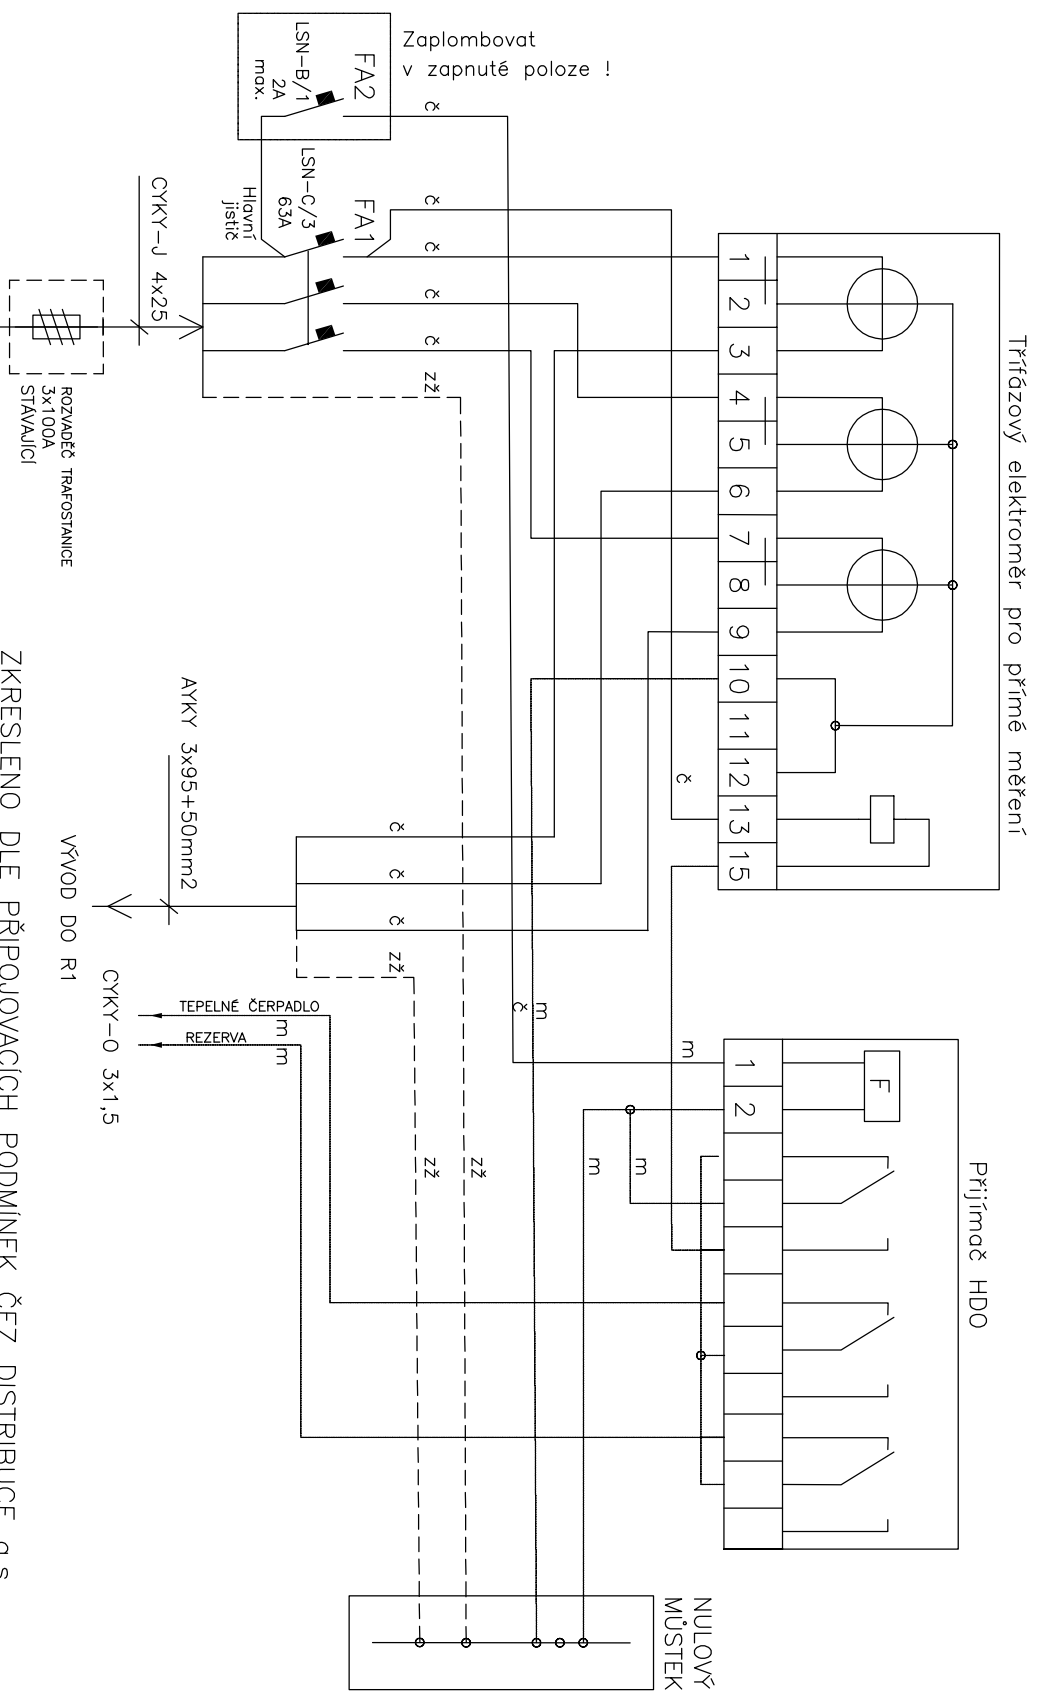 Zaplombovat
v zapnuté poloze !
FA2
LSN-B/1
2A
max.
č
FA1
LSN-C/3
63A
Hlavní
jistič
č
č
č
č
zž
CYKY-J 4x25
ROZVADĚČ TRAFOSTANICE
3x100A
STÁVAJÍCÍ
Třífázový elektroměr pro přímé měření
1
2
3
4
5
6
7
8
9
10
11
12
13
15
č
AYKY 3x95+50mm2
č
č
č
zž
VÝVOD DO R1
CYKY-O 3x1,5
TEPELNÉ ČERPADLO
m
REZERVA
m
č
m
m
Přijímač HDO
F
1
2
m
m
zž
zž
NULOVÝ
MŮSTEK
ZKRESLENO DLE PŘIPOJOVACÍCH PODMÍNEK ČEZ DISTRIBUCE a.s.